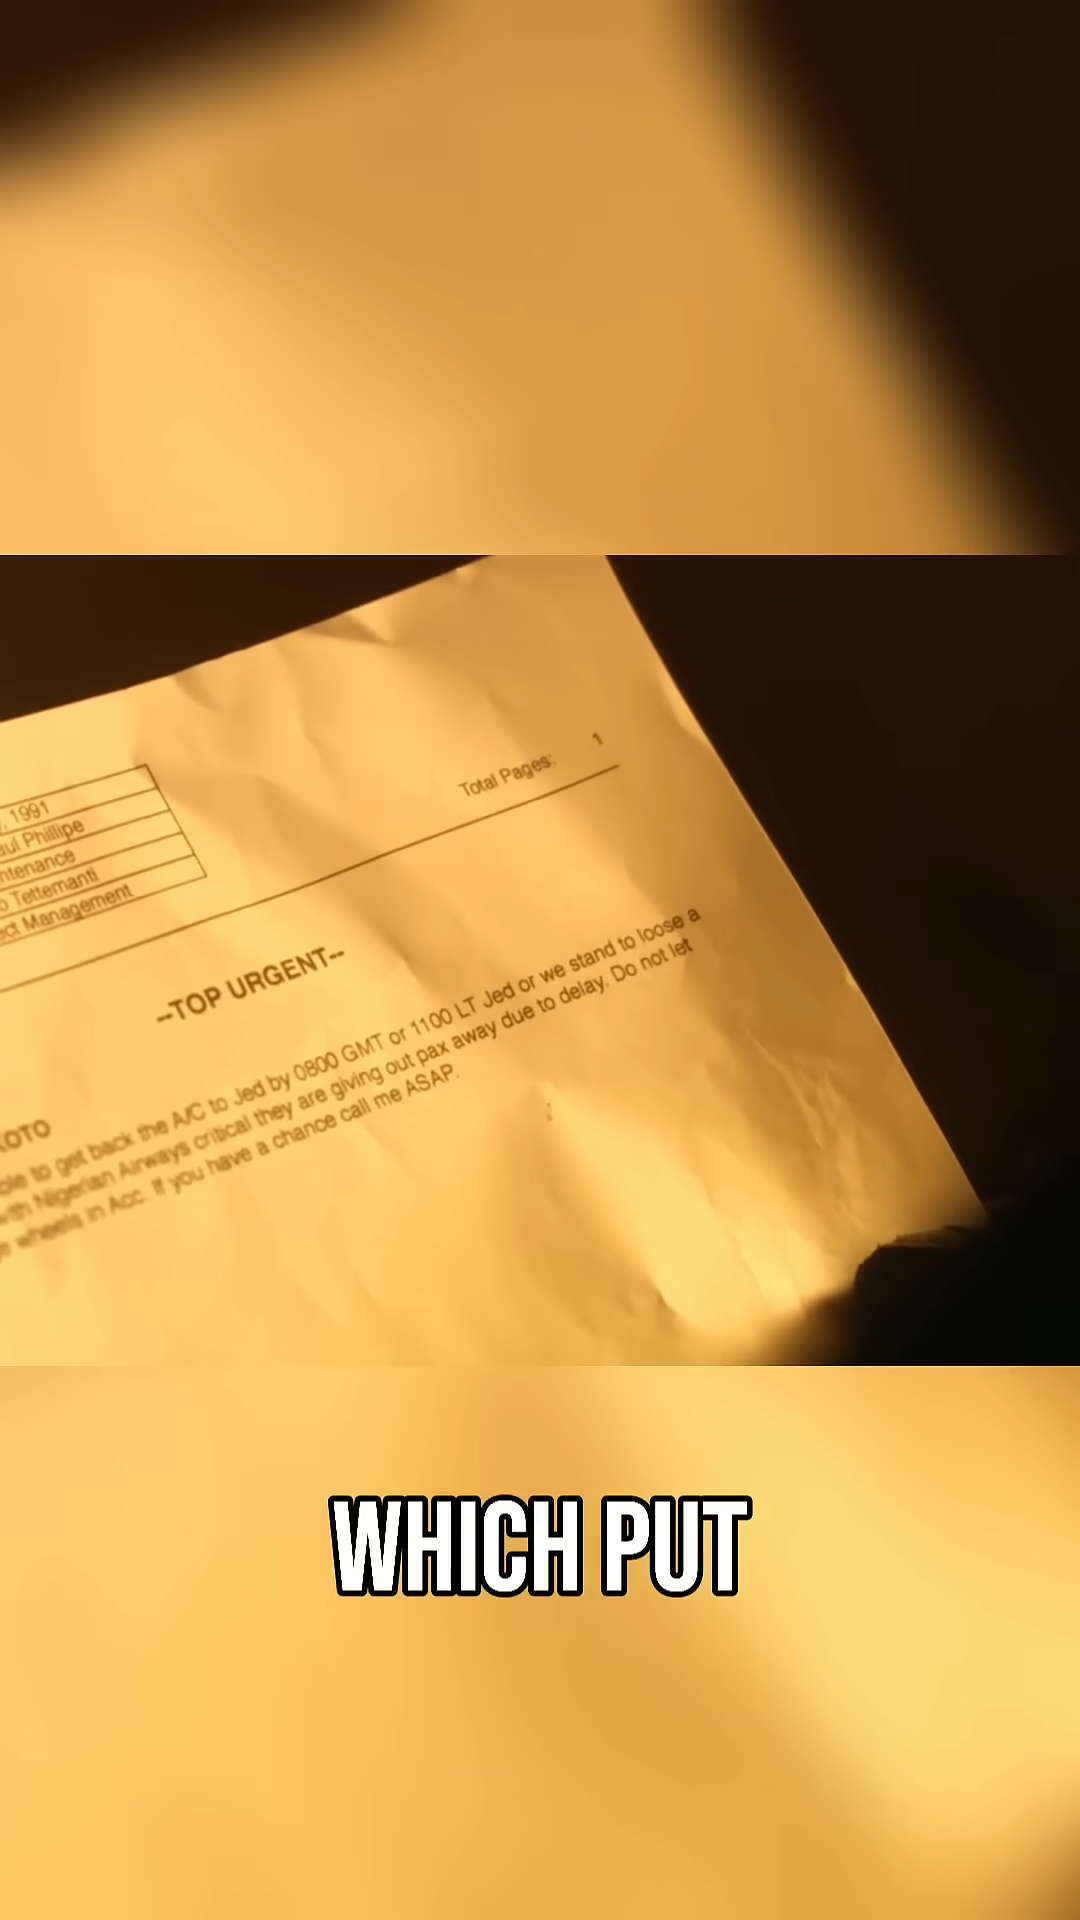 , 1991
aul Phillipe
ntenance
o Tettemanti
ect Management
Total Pages: 1
--TOP URGENT--
KOTO
ble to get back the A/C to Jed by 0800 GMT or 1100 LT Jed or we stand to loose a
with Nigerian Airways critical they are giving out pax away due to delay. Do not let
e wheels in Acc. If you have a chance call me ASAP.
WHICH PUT